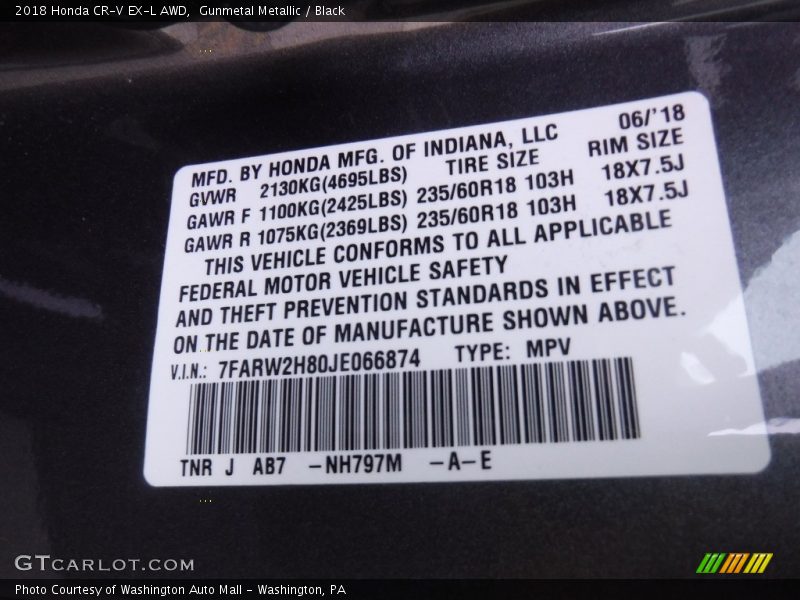 2018 Honda CR-V EX-L AWD, Gunmetal Metallic / Black
MFD. BY HONDA MFG. OF INDIANA, LLC 06/'18
GVWR 2130KG(4695LBS) TIRE SIZE RIM SIZE
GAWR F 1100KG(2425LBS) 235/60R18 103H 18X7.5J
GAWR R 1075KG(2369LBS) 235/60R18 103H 18X7.5J
THIS VEHICLE CONFORMS TO ALL APPLICABLE
FEDERAL MOTOR VEHICLE SAFETY
AND THEFT PREVENTION STANDARDS IN EFFECT
ON THE DATE OF MANUFACTURE SHOWN ABOVE.
V.I.N.: 7FARW2H80JE066874 TYPE: MPV
TNR J AB7 -NH797M -A-E
GTCARLOT.COM
Photo Courtesy of Washington Auto Mall - Washington, PA